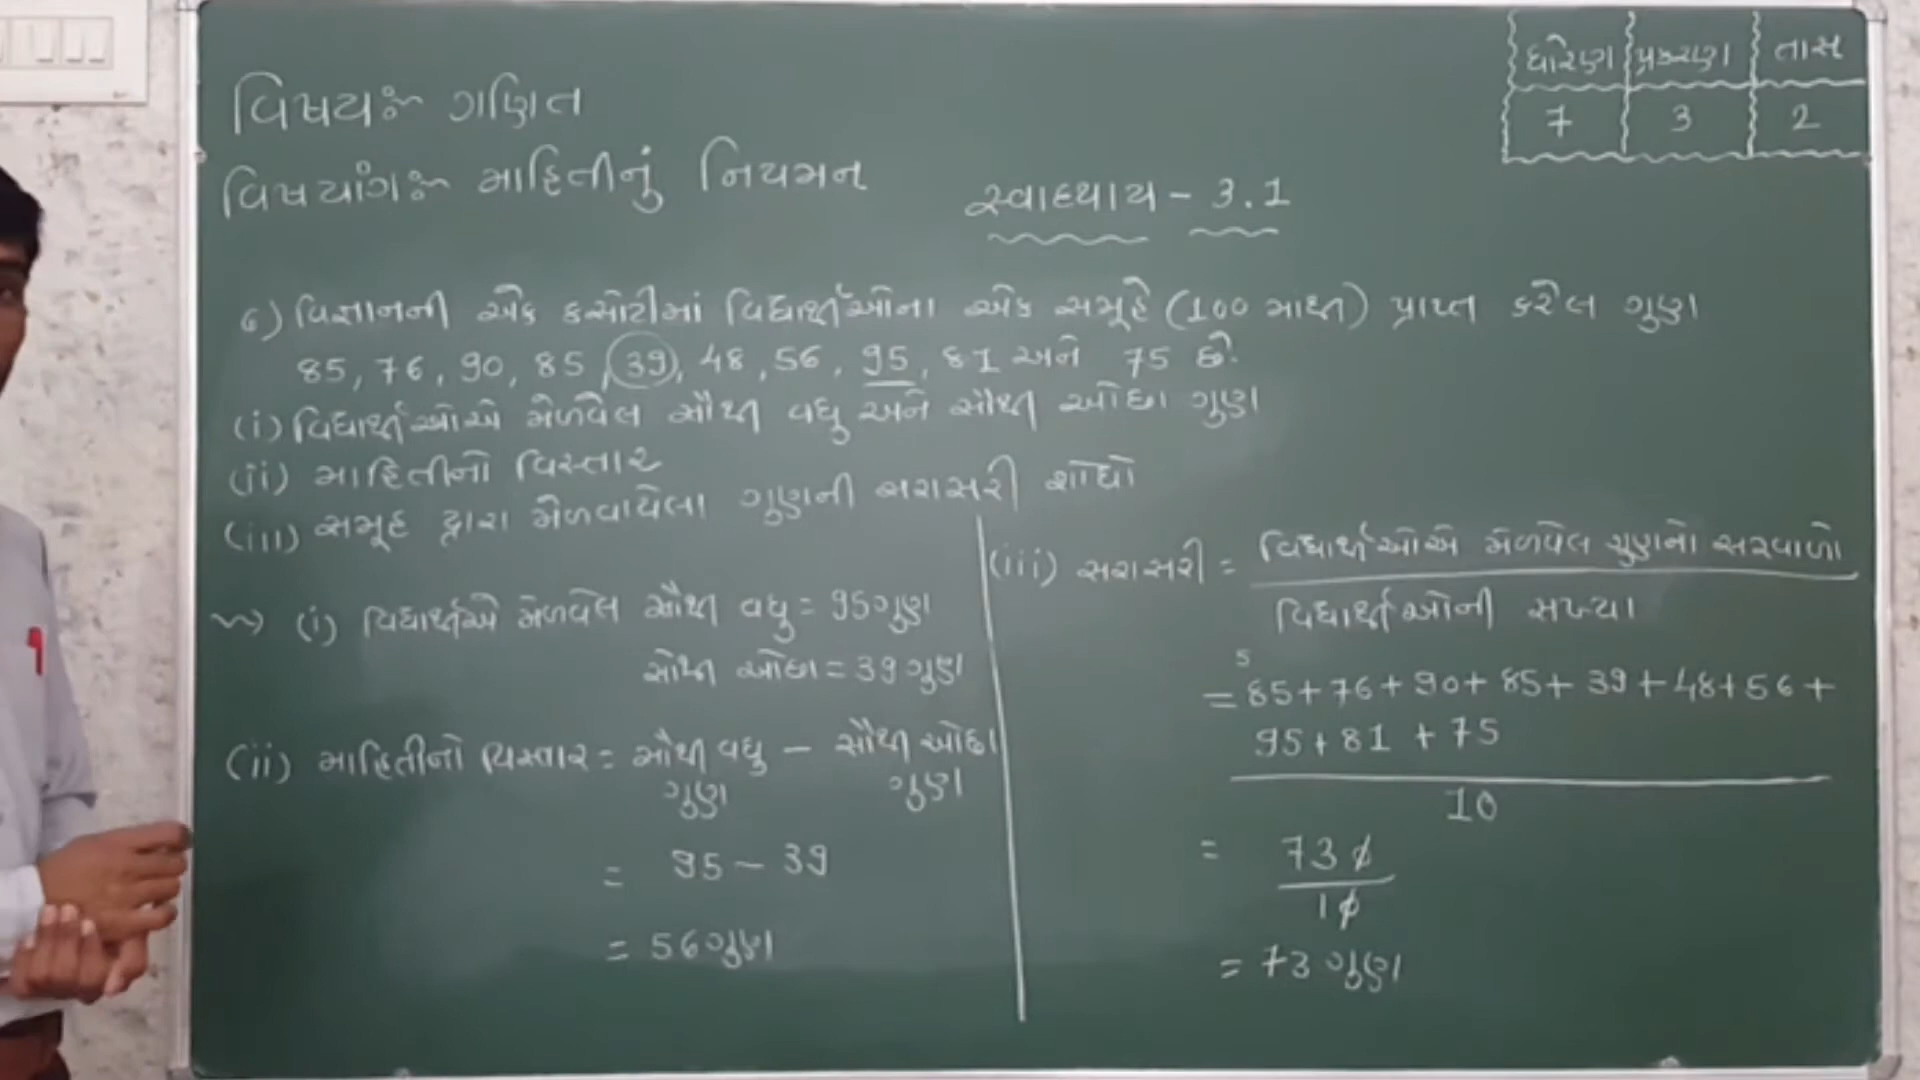 વિષયઃ- ગણિત
ધોરણ પ્રકરણ તાસ
7 3 2
વિષયાંગઃ- માહિતીનું નિયમન
સ્વાધ્યાય - 3.1
૬) વિજ્ઞાનની એક કસોટીમાં વિદ્યાર્થીઓના એક સમૂહે (100 માંથી) પ્રાપ્ત કરેલ ગુણ
85, 76, 90, 85, 39, 48, 56, 95, 81 અને 75 છે.
(i) વિદ્યાર્થીઓએ મેળવેલ સૌથી વધુ અને સૌથી ઓછા ગુણ
(ii) માહિતીનો વિસ્તાર
(iii) સમૂહ દ્વારા મેળવાયેલા ગુણની સરાસરી શોધો
(i) વિદ્યાર્થીએ મેળવેલ સૌથી વધુ = 95 ગુણ
સૌથી ઓછા = 39 ગુણ
(ii) માહિતીનો વિસ્તાર = સૌથી વધુ - સૌથી ઓછા
ગુણ ગુણ
= 95 - 39
= 56 ગુણ
(iii) સરાસરી = વિદ્યાર્થીઓએ મેળવેલ ગુણનો સરવાળો
વિદ્યાર્થીઓની સંખ્યા
5
= 85+76+90+85+39+48+56+
95+81+75
10
= 730
10
= 73 ગુણ